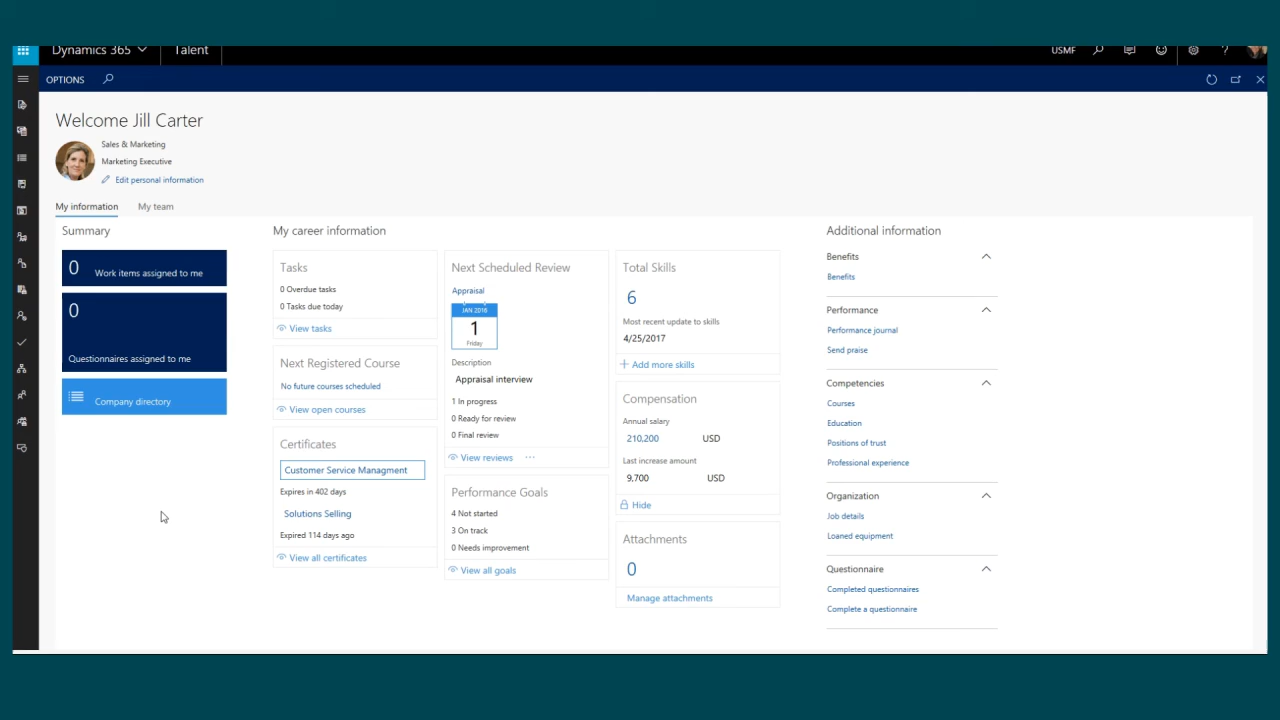 Dynamics 365
Talent
USMF
?
OPTIONS
Welcome Jill Carter
Sales & Marketing
Marketing Executive
Edit personal information
My information
My team
Summary
0 Work items assigned to me
0
Questionnaires assigned to me
Company directory
My career information
Tasks
0 Overdue tasks
0 Tasks due today
View tasks
Next Registered Course
No future courses scheduled
View open courses
Certificates
Customer Service Managment
Expires in 402 days
Solutions Selling
Expired 114 days ago
View all certificates
Next Scheduled Review
Appraisal
JAN 2016
1
Friday
Description
Appraisal interview
1 In progress
0 Ready for review
0 Final review
View reviews ...
Performance Goals
4 Not started
3 On track
0 Needs improvement
View all goals
Total Skills
6
Most recent update to skills
4/25/2017
Add more skills
Compensation
Annual salary
210,200 USD
Last increase amount
9,700 USD
Hide
Attachments
0
Manage attachments
Additional information
Benefits
Benefits
Performance
Performance journal
Send praise
Competencies
Courses
Education
Positions of trust
Professional experience
Organization
Job details
Loaned equipment
Questionnaire
Completed questionnaires
Complete a questionnaire